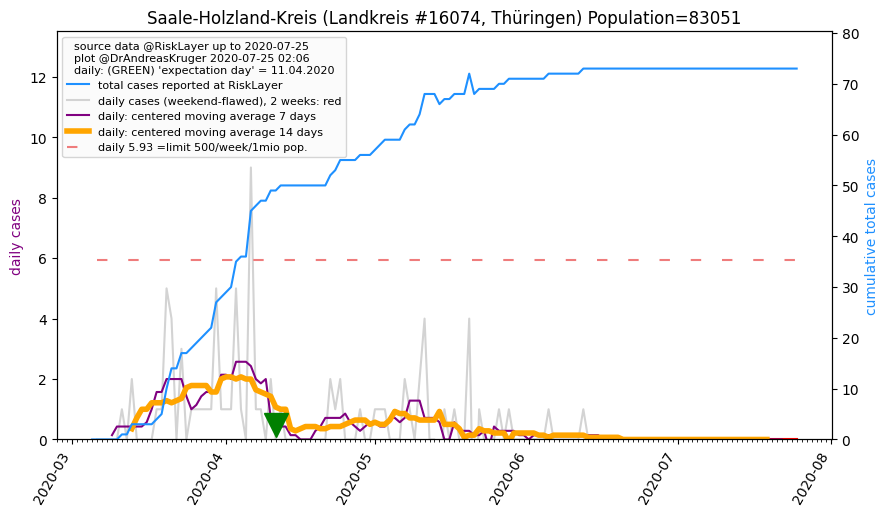 Saale-Holzland-Kreis (Landkreis #16074, Thüringen) Population=83051
source data @RiskLayer up to 2020-07-25
plot @DrAndreasKruger 2020-07-25 02:06
daily: (GREEN) 'expectation day' = 11.04.2020
total cases reported at RiskLayer
daily cases (weekend-flawed), 2 weeks: red
daily: centered moving average 7 days
daily: centered moving average 14 days
daily 5.93 =limit 500/week/1mio pop.
daily cases
12
10
8
6
4
2
0
80
70
60
50
40
30
20
10
0
cumulative total cases
2020-03
2020-04
2020-05
2020-06
2020-07
2020-08